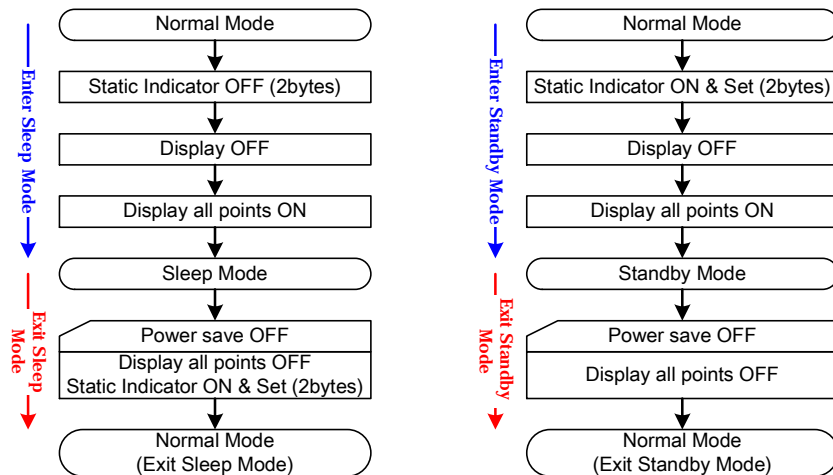 Normal Mode
Static Indicator OFF (2bytes)
Display OFF
Display all points ON
Sleep Mode
Power save OFF
Display all points OFF
Static Indicator ON & Set (2bytes)
Normal Mode
(Exit Sleep Mode)
Enter Sleep Mode
Exit Sleep
Mode
Normal Mode
Static Indicator ON & Set (2bytes)
Display OFF
Display all points ON
Standby Mode
Power save OFF
Display all points OFF
Normal Mode
(Exit Standby Mode)
Enter Standby Mode
Exit Standby
Mode